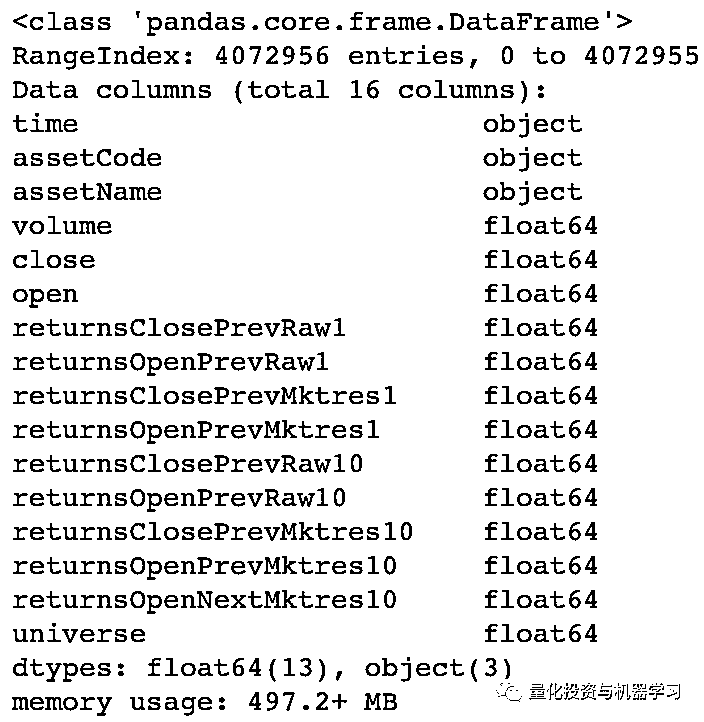 <class 'pandas.core.frame.DataFrame'>
RangeIndex: 4072956 entries, 0 to 4072955
Data columns (total 16 columns):
time                            object
assetCode                       object
assetName                       object
volume                          float64
close                           float64
open                            float64
returnsClosePrevRaw1            float64
returnsOpenPrevRaw1             float64
returnsClosePrevMktres1         float64
returnsOpenPrevMktres1          float64
returnsClosePrevRaw10           float64
returnsOpenPrevRaw10            float64
returnsClosePrevMktres10        float64
returnsOpenPrevMktres10         float64
returnsOpenNextMktres10         float64
universe                        float64
dtypes: float64(13), object(3)
memory usage: 497.2+ MB
量化投资与机器学习